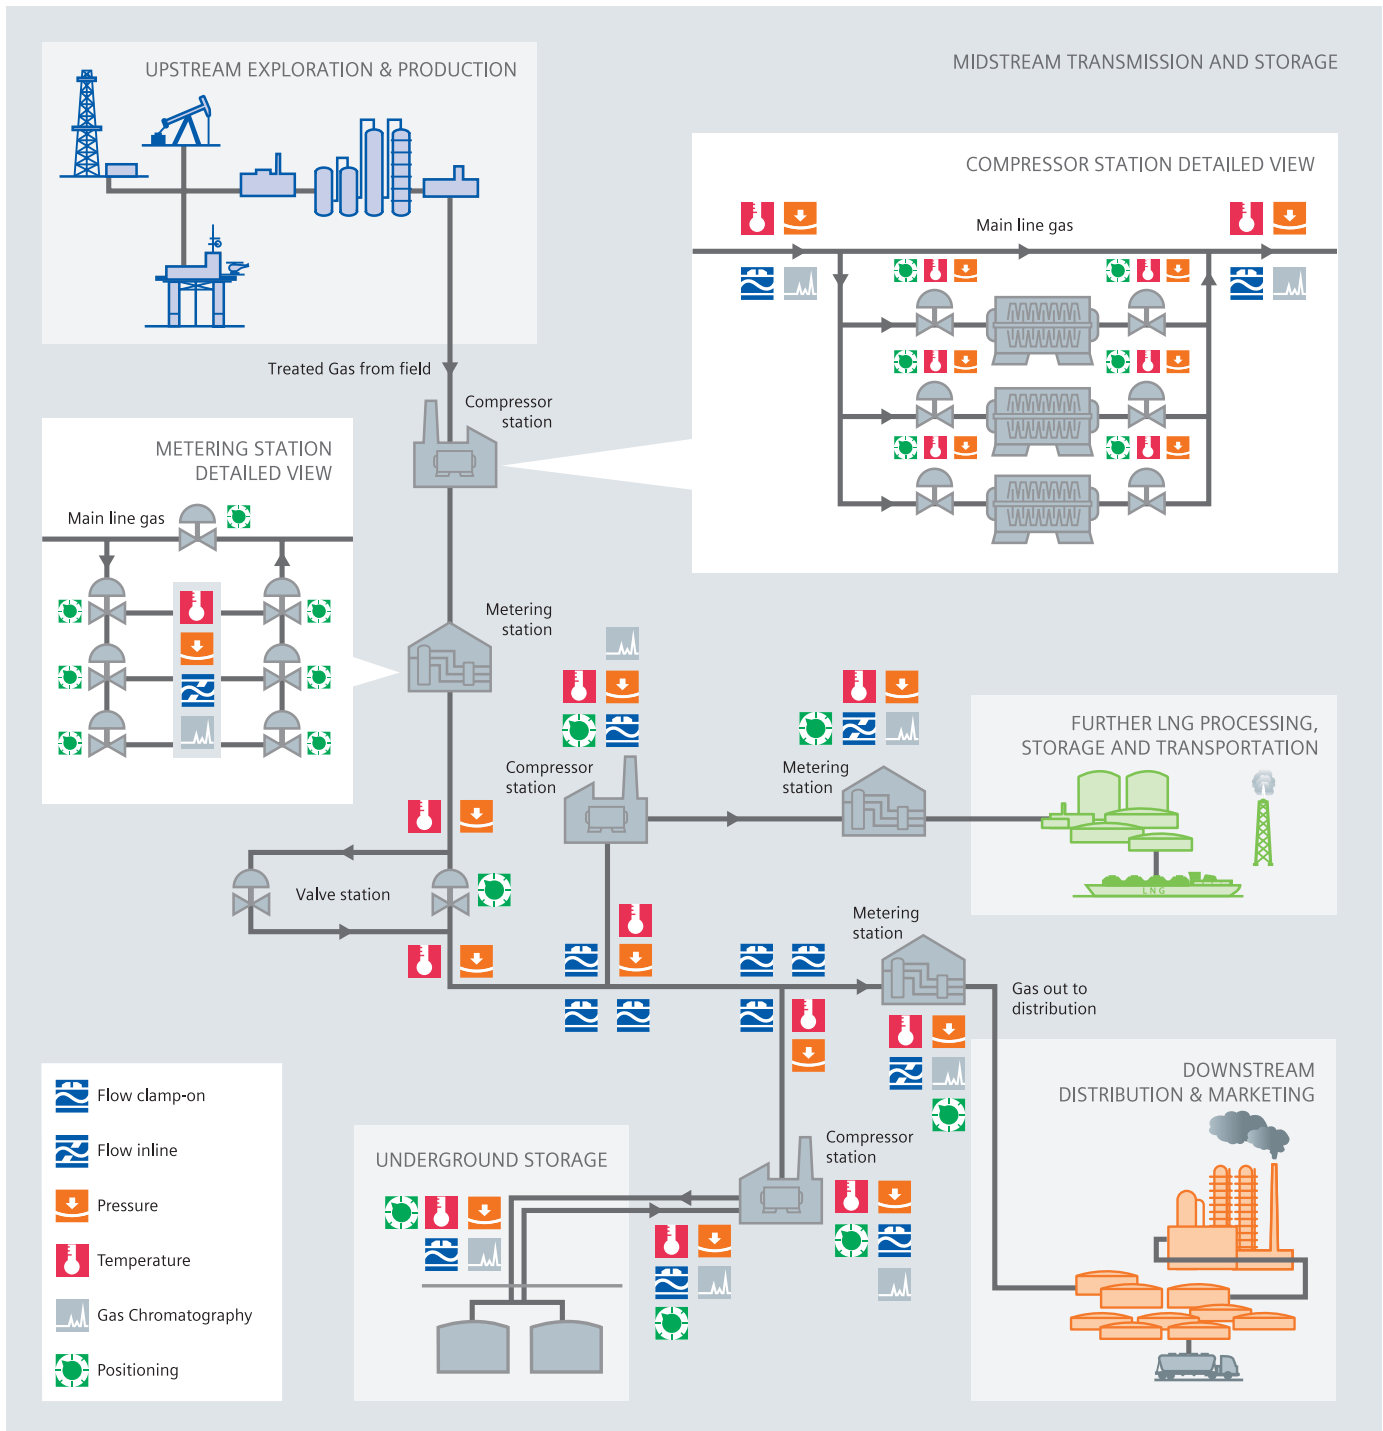 UPSTREAM EXPLORATION & PRODUCTION
MIDSTREAM TRANSMISSION AND STORAGE
COMPRESSOR STATION DETAILED VIEW
Main line gas
Treated Gas from field
Compressor
station
METERING STATION
DETAILED VIEW
Main line gas
Metering
station
Compressor
station
Metering
station
FURTHER LNG PROCESSING,
STORAGE AND TRANSPORTATION
LNG
Valve station
Metering
station
Gas out to
distribution
Flow clamp-on
Flow inline
Pressure
Temperature
Gas Chromatography
Positioning
UNDERGROUND STORAGE
Compressor
station
DOWNSTREAM
DISTRIBUTION & MARKETING